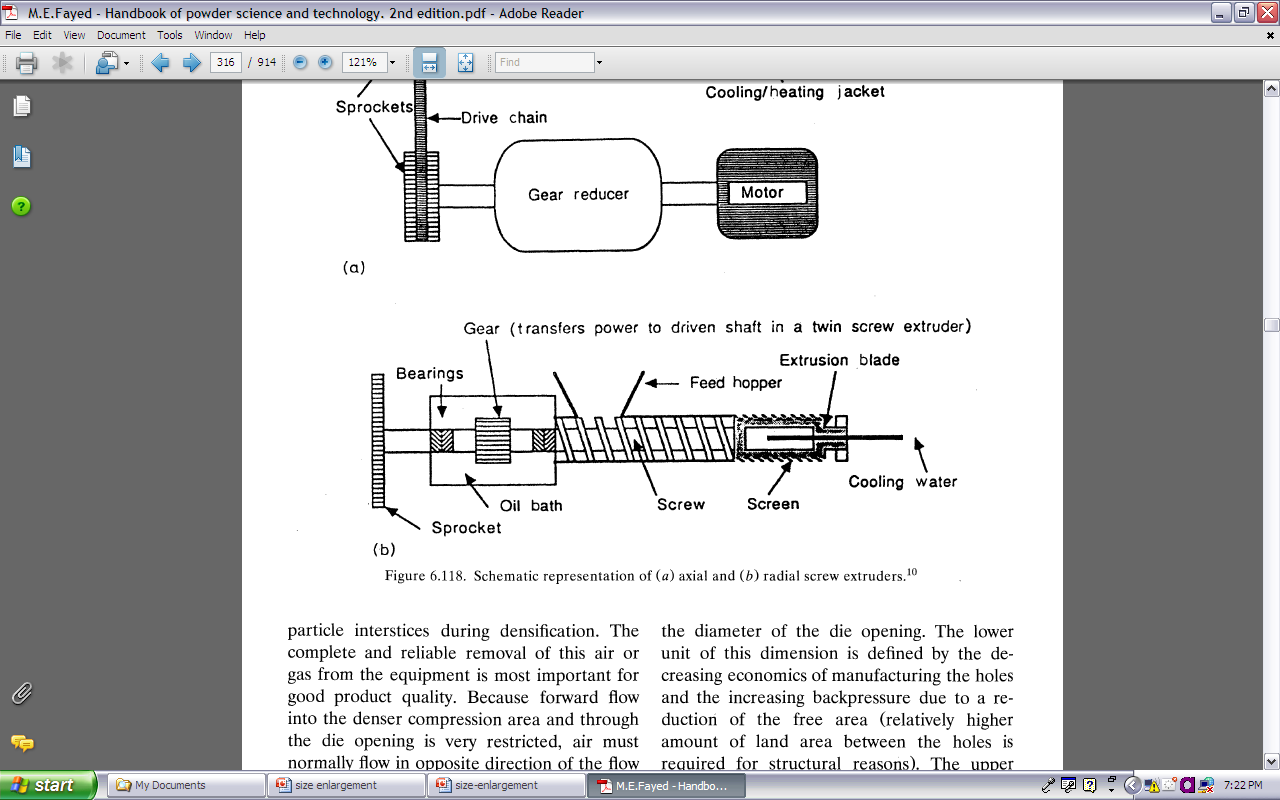 M.E.Fayed - Handbook of powder science and technology. 2nd edition.pdf - Adobe Reader
File Edit View Document Tools Window Help
316 / 914 121% Find
Cooling/heating jacket
Sprockets
Drive chain
Gear reducer
Motor
(a)
Gear (transfers power to driven shaft in a twin screw extruder)
Extrusion blade
Bearings
Feed hopper
Cooling water
Oil bath
Screw
Screen
Sprocket
(b)
Figure 6.118. Schematic representation of (a) axial and (b) radial screw extruders.10
particle interstices during densification. The
complete and reliable removal of this air or
gas from the equipment is most important for
good product quality. Because forward flow
into the denser compression area and through
the die opening is very restricted, air must
normally flow in opposite direction of the flow
the diameter of the die opening. The lower
unit of this dimension is defined by the de-
creasing economics of manufacturing the holes
and the increasing backpressure due to a re-
duction of the free area (relatively higher
amount of land area between the holes is
required for structural reasons). The upper
start My Documents size enlargement size-enlargement M.E.Fayed - Handbo... 7:22 PM